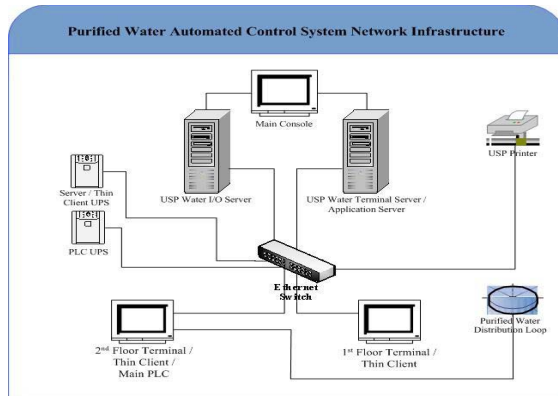 Purified Water Automated Control System Network Infrastructure
Main Console
USP Printer
USP Water I/O Server
USP Water Terminal Server /
Application Server
Server / Thin
Client UPS
PLC UPS
Ethernet
Switch
Purified Water
Distribution Loop
2nd Floor Terminal /
Thin Client /
Main PLC
1st Floor Terminal /
Thin Client